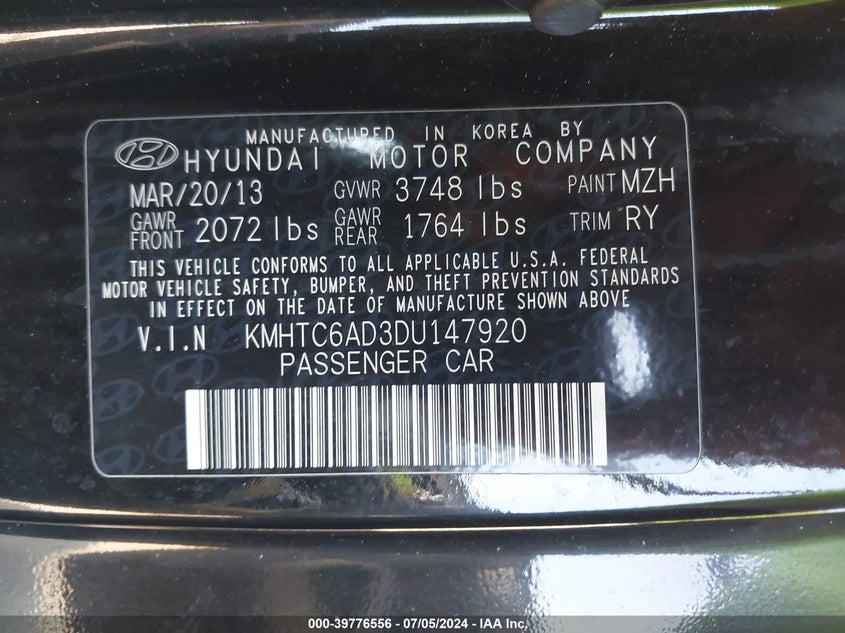 MANUFACTURED IN KOREA BY
HYUNDAI MOTOR COMPANY
MAR/20/13 GVWR 3748 lbs PAINT MZH
GAWR FRONT 2072 lbs GAWR REAR 1764 lbs TRIM RY
THIS VEHICLE CONFORMS TO ALL APPLICABLE U.S.A. FEDERAL
MOTOR VEHICLE SAFETY, BUMPER, AND THEFT PREVENTION STANDARDS
IN EFFECT ON THE DATE OF MANUFACTURE SHOWN ABOVE
V.I.N KMHTC6AD3DU147920
PASSENGER CAR
000-39776556 / 07/05/2024 - IAA Inc.